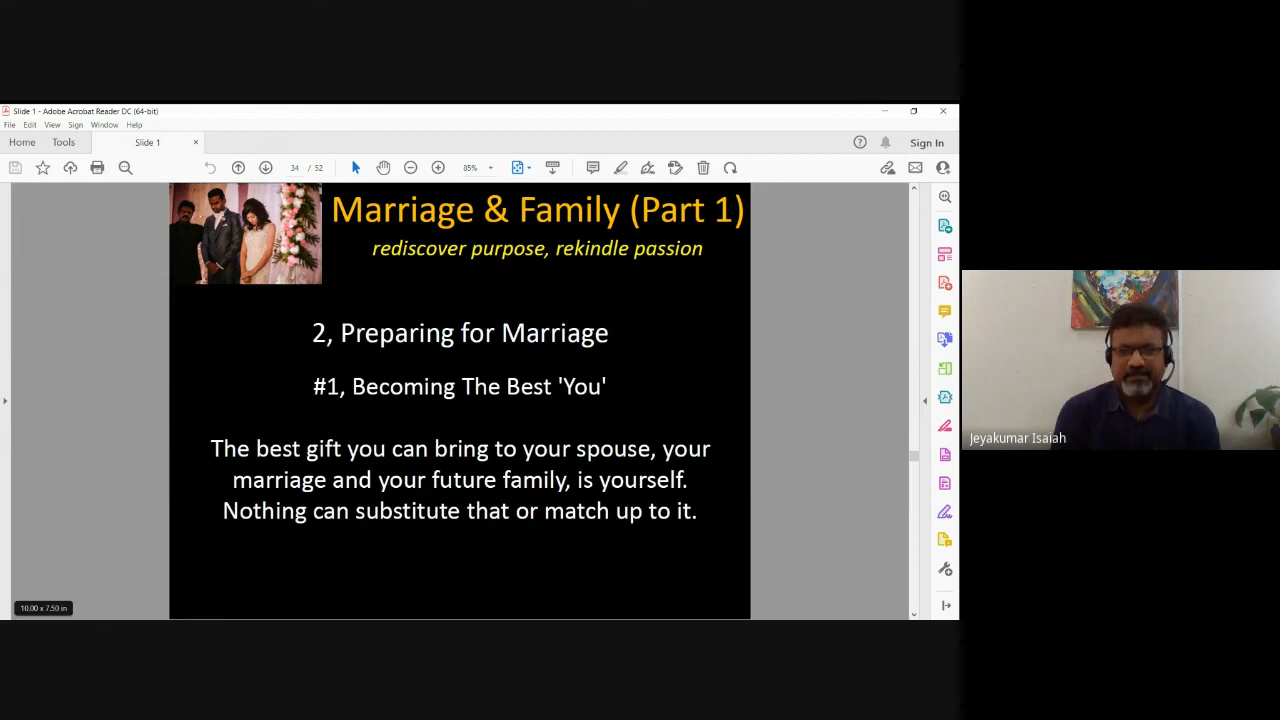 Slide 1 - Adobe Acrobat Reader DC (64-bit)
File Edit View Sign Window Help
Home Tools Slide 1 × Sign In
34 / 52 85%
Marriage & Family (Part 1)
rediscover purpose, rekindle passion
2, Preparing for Marriage
#1, Becoming The Best 'You'
The best gift you can bring to your spouse, your
marriage and your future family, is yourself.
Nothing can substitute that or match up to it.
10.00 x 7.50 in
Jeyakumar Isaiah